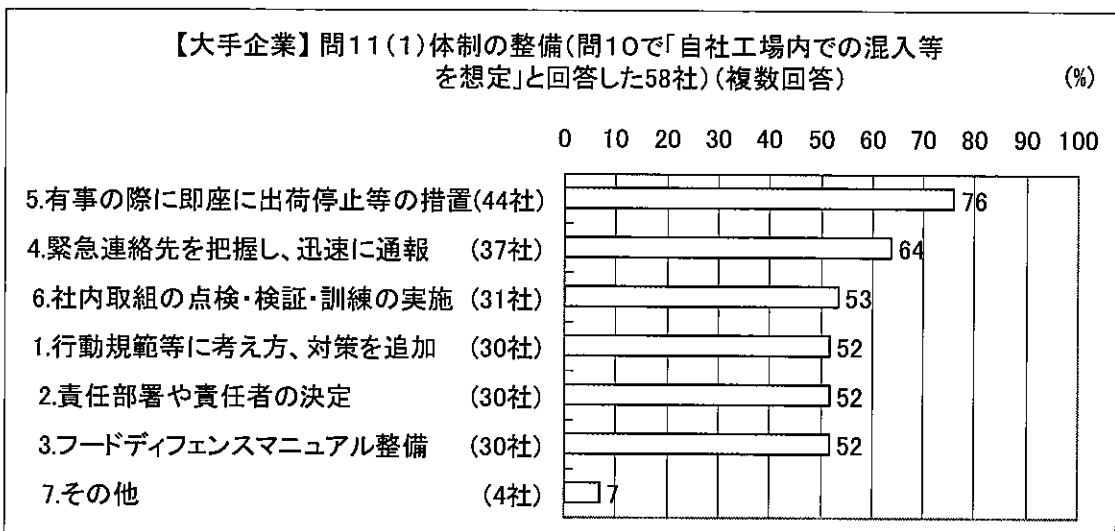 【大手企業】問11(1)体制の整備(問10で「自社工場内での混入等
を想定」と回答した58社)(複数回答) (%)
0 10 20 30 40 50 60 70 80 90 100
5.有事の際に即座に出荷停止等の措置(44社) 76
4.緊急連絡先を把握し、迅速に通報 (37社) 64
6.社内取組の点検・検証・訓練の実施 (31社) 53
1.行動規範等に考え方、対策を追加 (30社) 52
2.責任部署や責任者の決定 (30社) 52
3.フードディフェンスマニュアル整備 (30社) 52
7.その他 (4社) 7